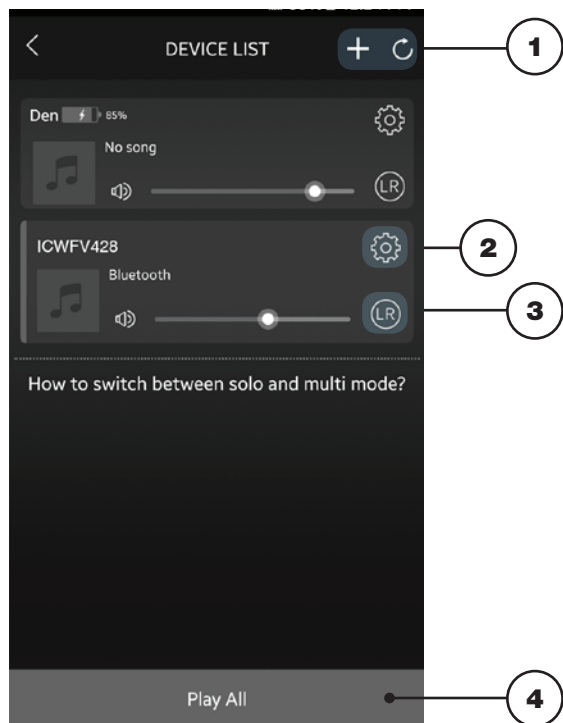 DEVICE LIST
1
Den 85%
No song
LR
ICWFV428
2
Bluetooth
LR
3
How to switch between solo and multi mode?
Play All
4